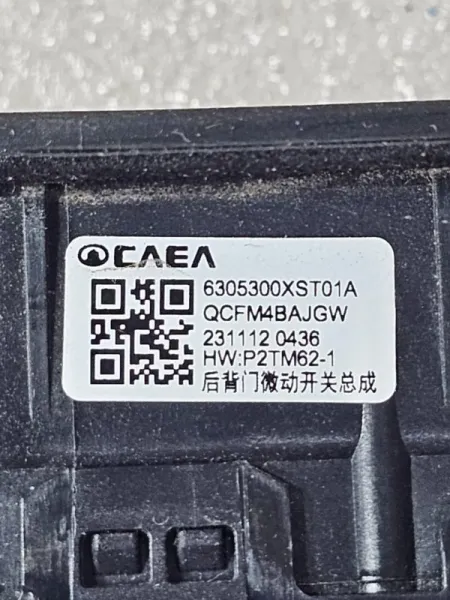 CAEA
6305300XST01A
QCFM4BAJGW
231112 0436
HW:P2TM62-1
后背门微动开关总成